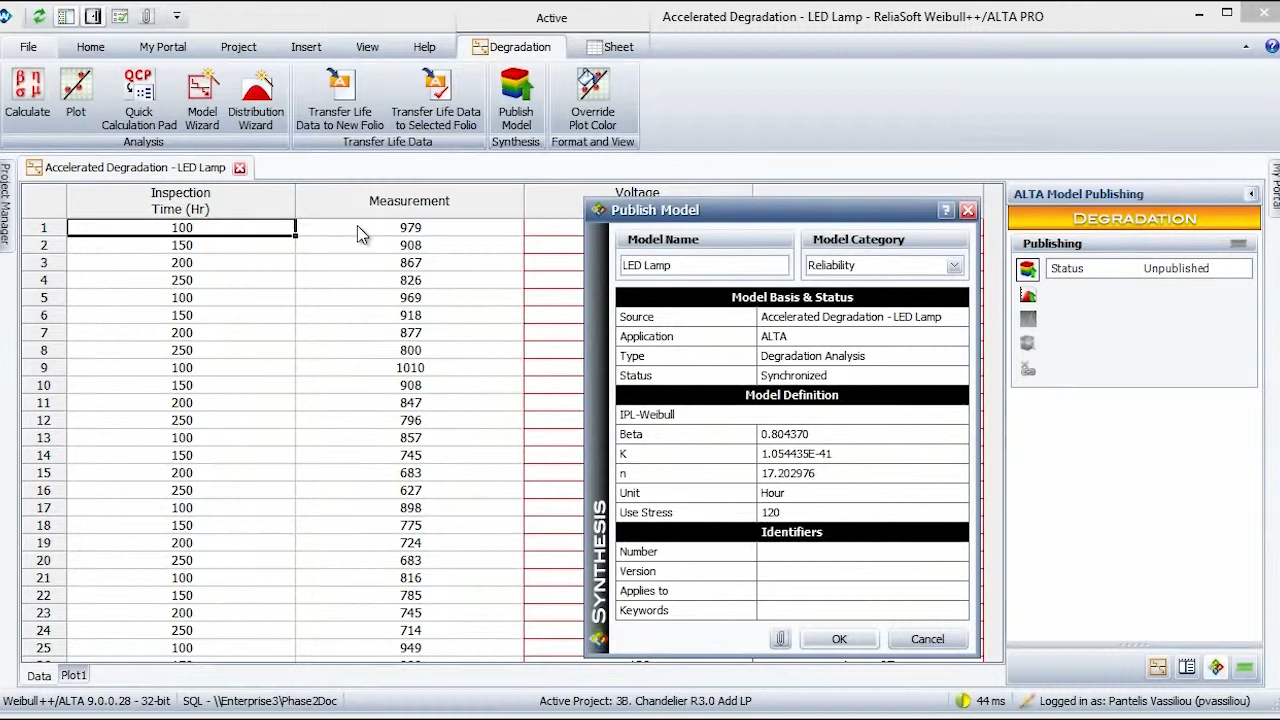 Active
Accelerated Degradation - LED Lamp - ReliaSoft Weibull++/ALTA PRO
File Home My Portal Project Insert View Help Degradation Sheet
β η σ μ
QCP
Calculate Plot Quick Calculation Pad Model Wizard Distribution Wizard Transfer Life Data to New Folio Transfer Life Data to Selected Folio Publish Model Override Plot Color
Analysis Transfer Life Data Synthesis Format and View
Project Manager
Accelerated Degradation - LED Lamp
My Portal
Inspection Time (Hr) Measurement Voltage
1 100 979
2 150 908
3 200 867
4 250 826
5 100 969
6 150 918
7 200 877
8 250 800
9 100 1010
10 150 908
11 200 847
12 250 796
13 100 857
14 150 745
15 200 683
16 250 627
17 100 898
18 150 775
19 200 724
20 250 683
21 100 816
22 150 785
23 200 745
24 250 714
25 100 949
Data Plot1
Publish Model
Model Name Model Category
LED Lamp Reliability
Model Basis & Status
Source Accelerated Degradation - LED Lamp
Application ALTA
Type Degradation Analysis
Status Synchronized
Model Definition
IPL-Weibull
Beta 0.804370
K 1.054435E-41
n 17.202976
Unit Hour
Use Stress 120
Identifiers
Number
Version
Applies to
Keywords
SYNTHESIS
OK Cancel
ALTA Model Publishing
DEGRADATION
Publishing
Status Unpublished
Weibull++/ALTA 9.0.0.28 - 32-bit SQL - \\Enterprise3\Phase2Doc Active Project: 3B. Chandelier R.3.0 Add LP 44 ms Logged in as: Pantelis Vassiliou (pvassiliou)